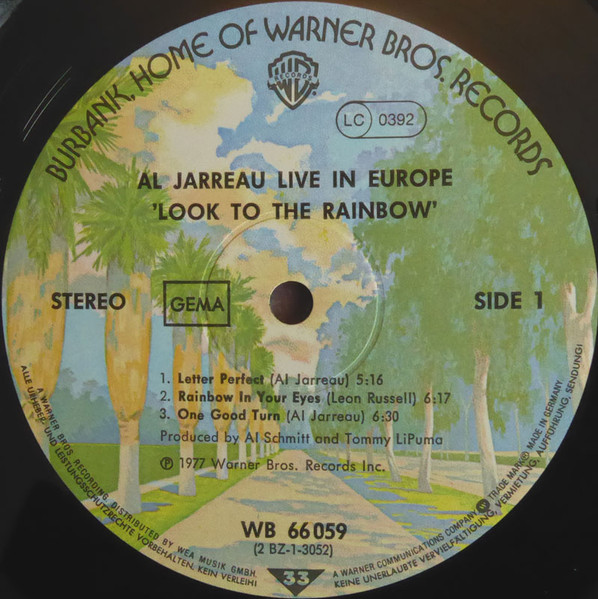 BURBANK, HOME OF WARNER BROS. RECORDS
RECORDS
LC 0392
AL JARREAU LIVE IN EUROPE
'LOOK TO THE RAINBOW'
STEREO
GEMA
SIDE 1
1. Letter Perfect (Al Jarreau) 5:16
2. Rainbow In Your Eyes (Leon Russell) 6:17
3. One Good Turn (Al Jarreau) 6:30
Produced by Al Schmitt and Tommy LiPuma
Ⓟ 1977 Warner Bros. Records Inc.
WB 66 059
(2 BZ-1-3052)
33
A WARNER BROS. RECORDING DISTRIBUTED BY WEA MUSIK GMBH.
ALLE URHEBER- UND LEISTUNGSSCHUTZRECHTE VORBEHALTEN. KEIN VERLEIH!
A WARNER COMMUNICATIONS COMPANY TRADE MARK® MADE IN GERMANY
KEINE UNERLAUBTE VERVIELFÄLTIGUNG, VERMIETUNG, AUFFÜHRUNG, SENDUNG!